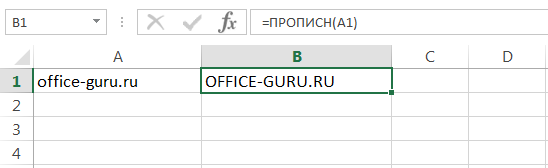 B1 fx =ПРОПИСН(A1)
A B C D
1 office-guru.ru OFFICE-GURU.RU
2
3
4